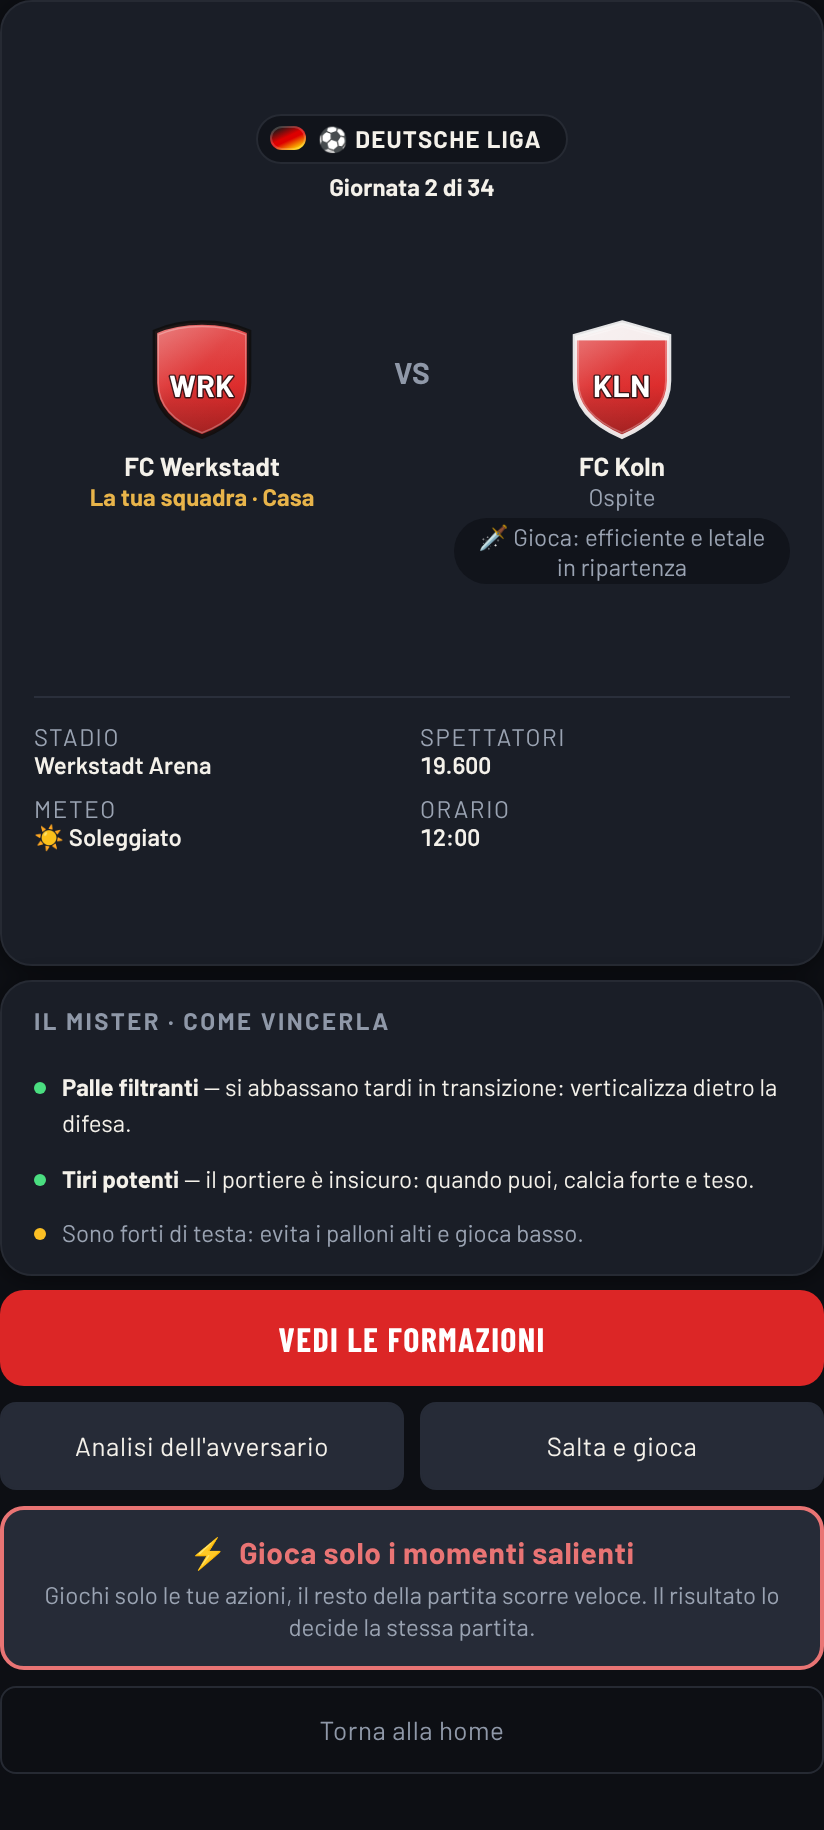 ⚽ DEUTSCHE LIGA
Giornata 2 di 34
WRK
VS
KLN
FC Werkstadt
La tua squadra · Casa
FC Koln
Ospite
🗡️ Gioca: efficiente e letale
in ripartenza
STADIO
Werkstadt Arena
SPETTATORI
19.600
METEO
☀️ Soleggiato
ORARIO
12:00
IL MISTER · COME VINCERLA
Palle filtranti — si abbassano tardi in transizione: verticalizza dietro la
difesa.
Tiri potenti — il portiere è insicuro: quando puoi, calcia forte e teso.
Sono forti di testa: evita i palloni alti e gioca basso.
VEDI LE FORMAZIONI
Analisi dell'avversario
Salta e gioca
⚡ Gioca solo i momenti salienti
Giochi solo le tue azioni, il resto della partita scorre veloce. Il risultato lo
decide la stessa partita.
Torna alla home